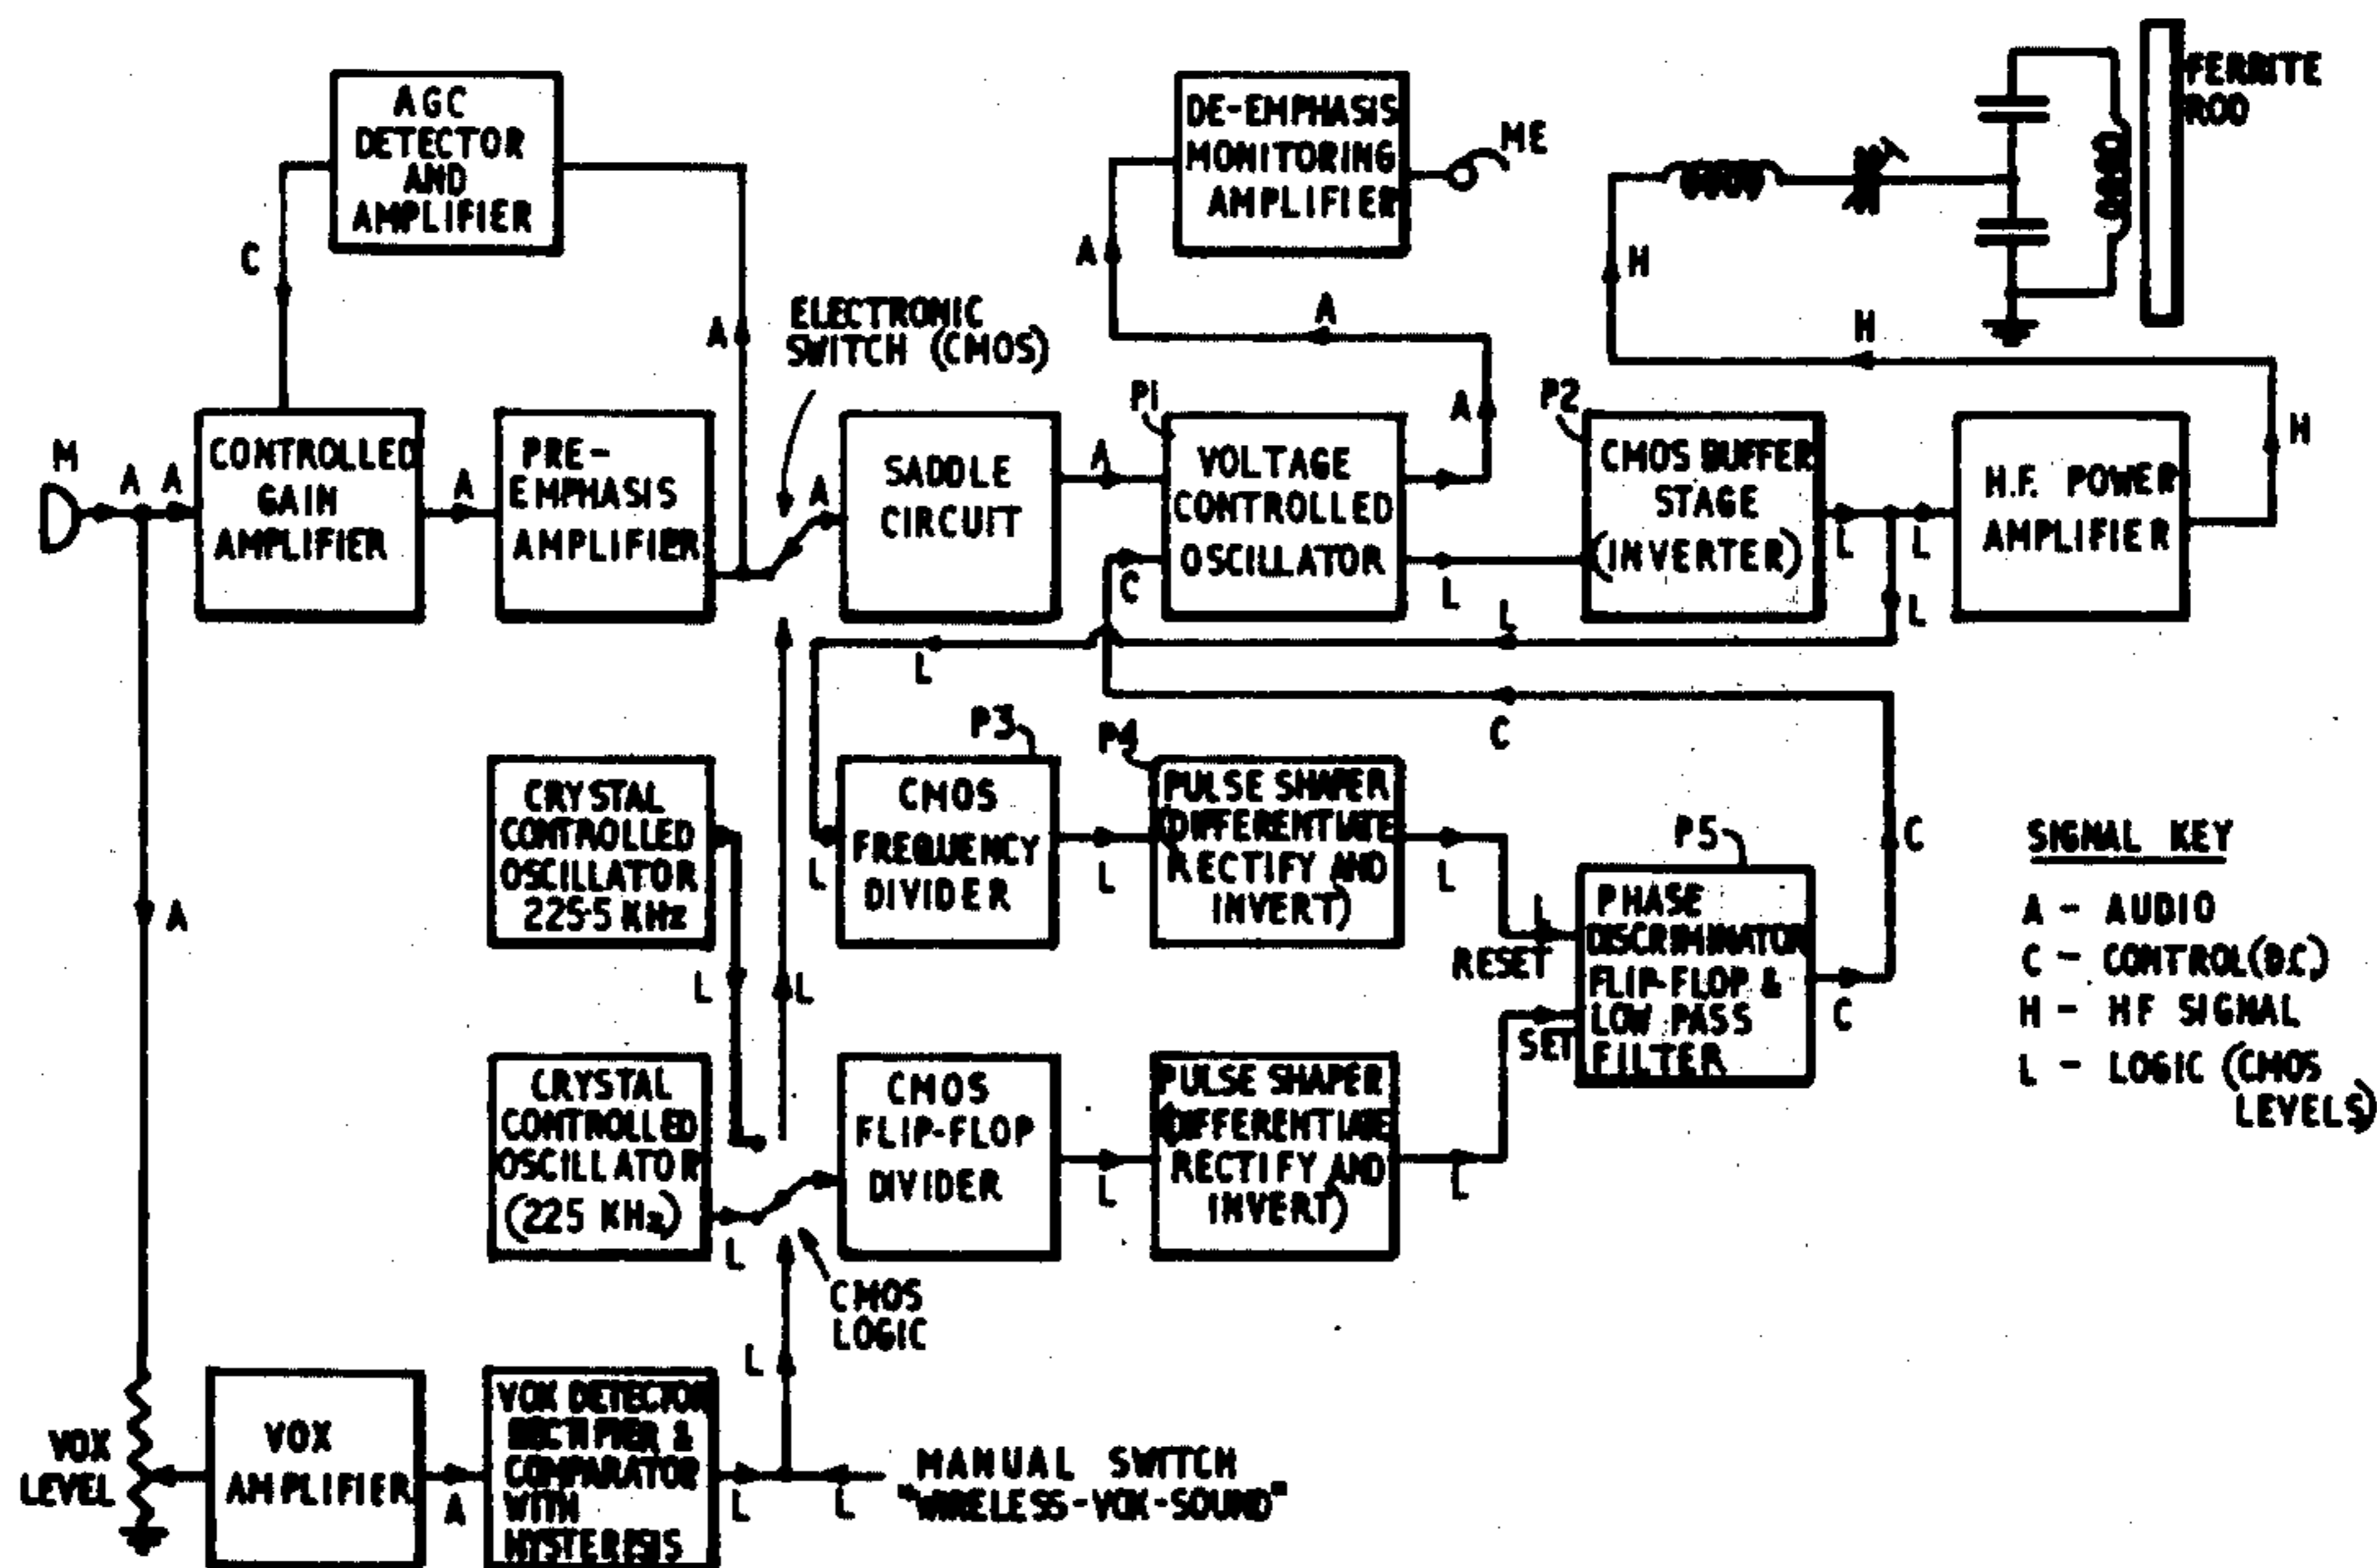 AGC
DETECTOR
AND
AMPLIFIER
C
A
DE-EMPHASIS
MONITORING
AMPLIFIER
ME
A
A
A
FERRITE
ROD
H
H
H
ELECTRONIC
SWITCH (CMOS)
M
A
A
CONTROLLED
GAIN
AMPLIFIER
A
PRE-
EMPHASIS
AMPLIFIER
A
SADDLE
CIRCUIT
A
P1
VOLTAGE
CONTROLLED
OSCILLATOR
C
L
P2
CMOS BUFFER
STAGE
(INVERTER)
L
L
L
H.F. POWER
AMPLIFIER
L
L
C
A
CRYSTAL
CONTROLLED
OSCILLATOR
225·5 KHz
L
L
L
P3
CMOS
FREQUENCY
DIVIDER
L
P4
PULSE SHAPER
(DIFFERENTIATE
RECTIFY AND
INVERT)
L
L
RESET
SET
P5
PHASE
DISCRIMINATOR
FLIP-FLOP &
LOW PASS
FILTER
C
C
SIGNAL KEY
A - AUDIO
C - CONTROL (D.C.)
H - HF SIGNAL
L - LOGIC (CMOS
LEVELS)
CRYSTAL
CONTROLLED
OSCILLATOR
(225 KHz)
L
CMOS
FLIP-FLOP
DIVIDER
L
PULSE SHAPER
(DIFFERENTIATE
RECTIFY AND
INVERT)
L
CMOS
LOGIC
L
VOX
LEVEL
VOX
AMPLIFIER
A
VOX DETECTOR
RECTIFIER &
COMPARATOR
WITH
HYSTERESIS
L
L
MANUAL SWITCH
"WIRELESS-VOX-SOUND"